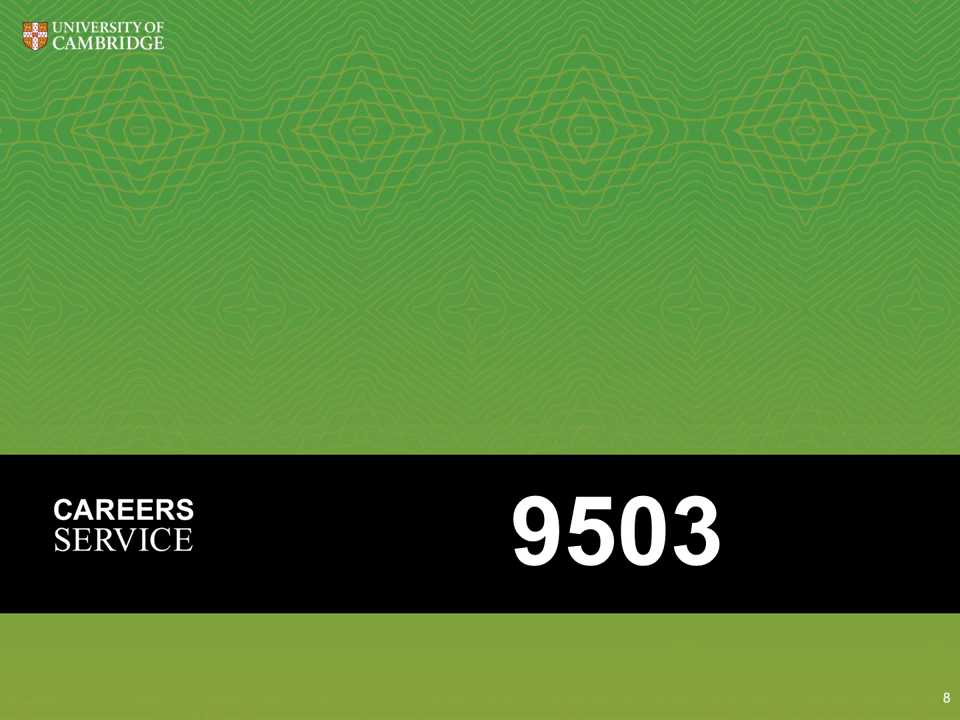 UNIVERSITY OF
CAMBRIDGE
CAREERS
SERVICE
9503
8